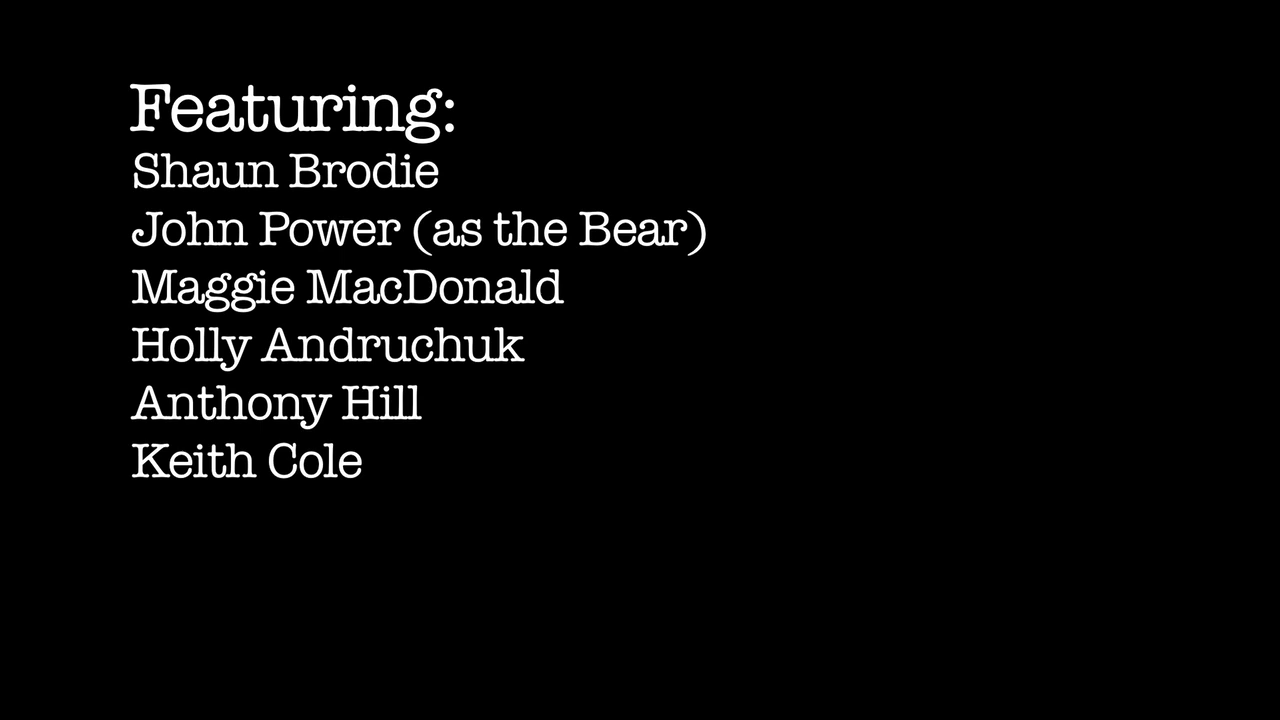 Featuring:
Shaun Brodie
John Power (as the Bear)
Maggie MacDonald
Holly Andruchuk
Anthony Hill
Keith Cole